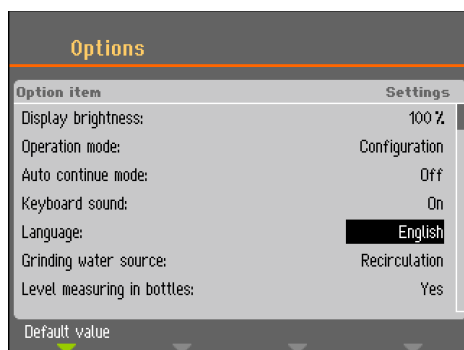 Options
Option item Settings
Display brightness: 100 %
Operation mode: Configuration
Auto continue mode: Off
Keyboard sound: On
Language: English
Grinding water source: Recirculation
Level measuring in bottles: Yes
Default value